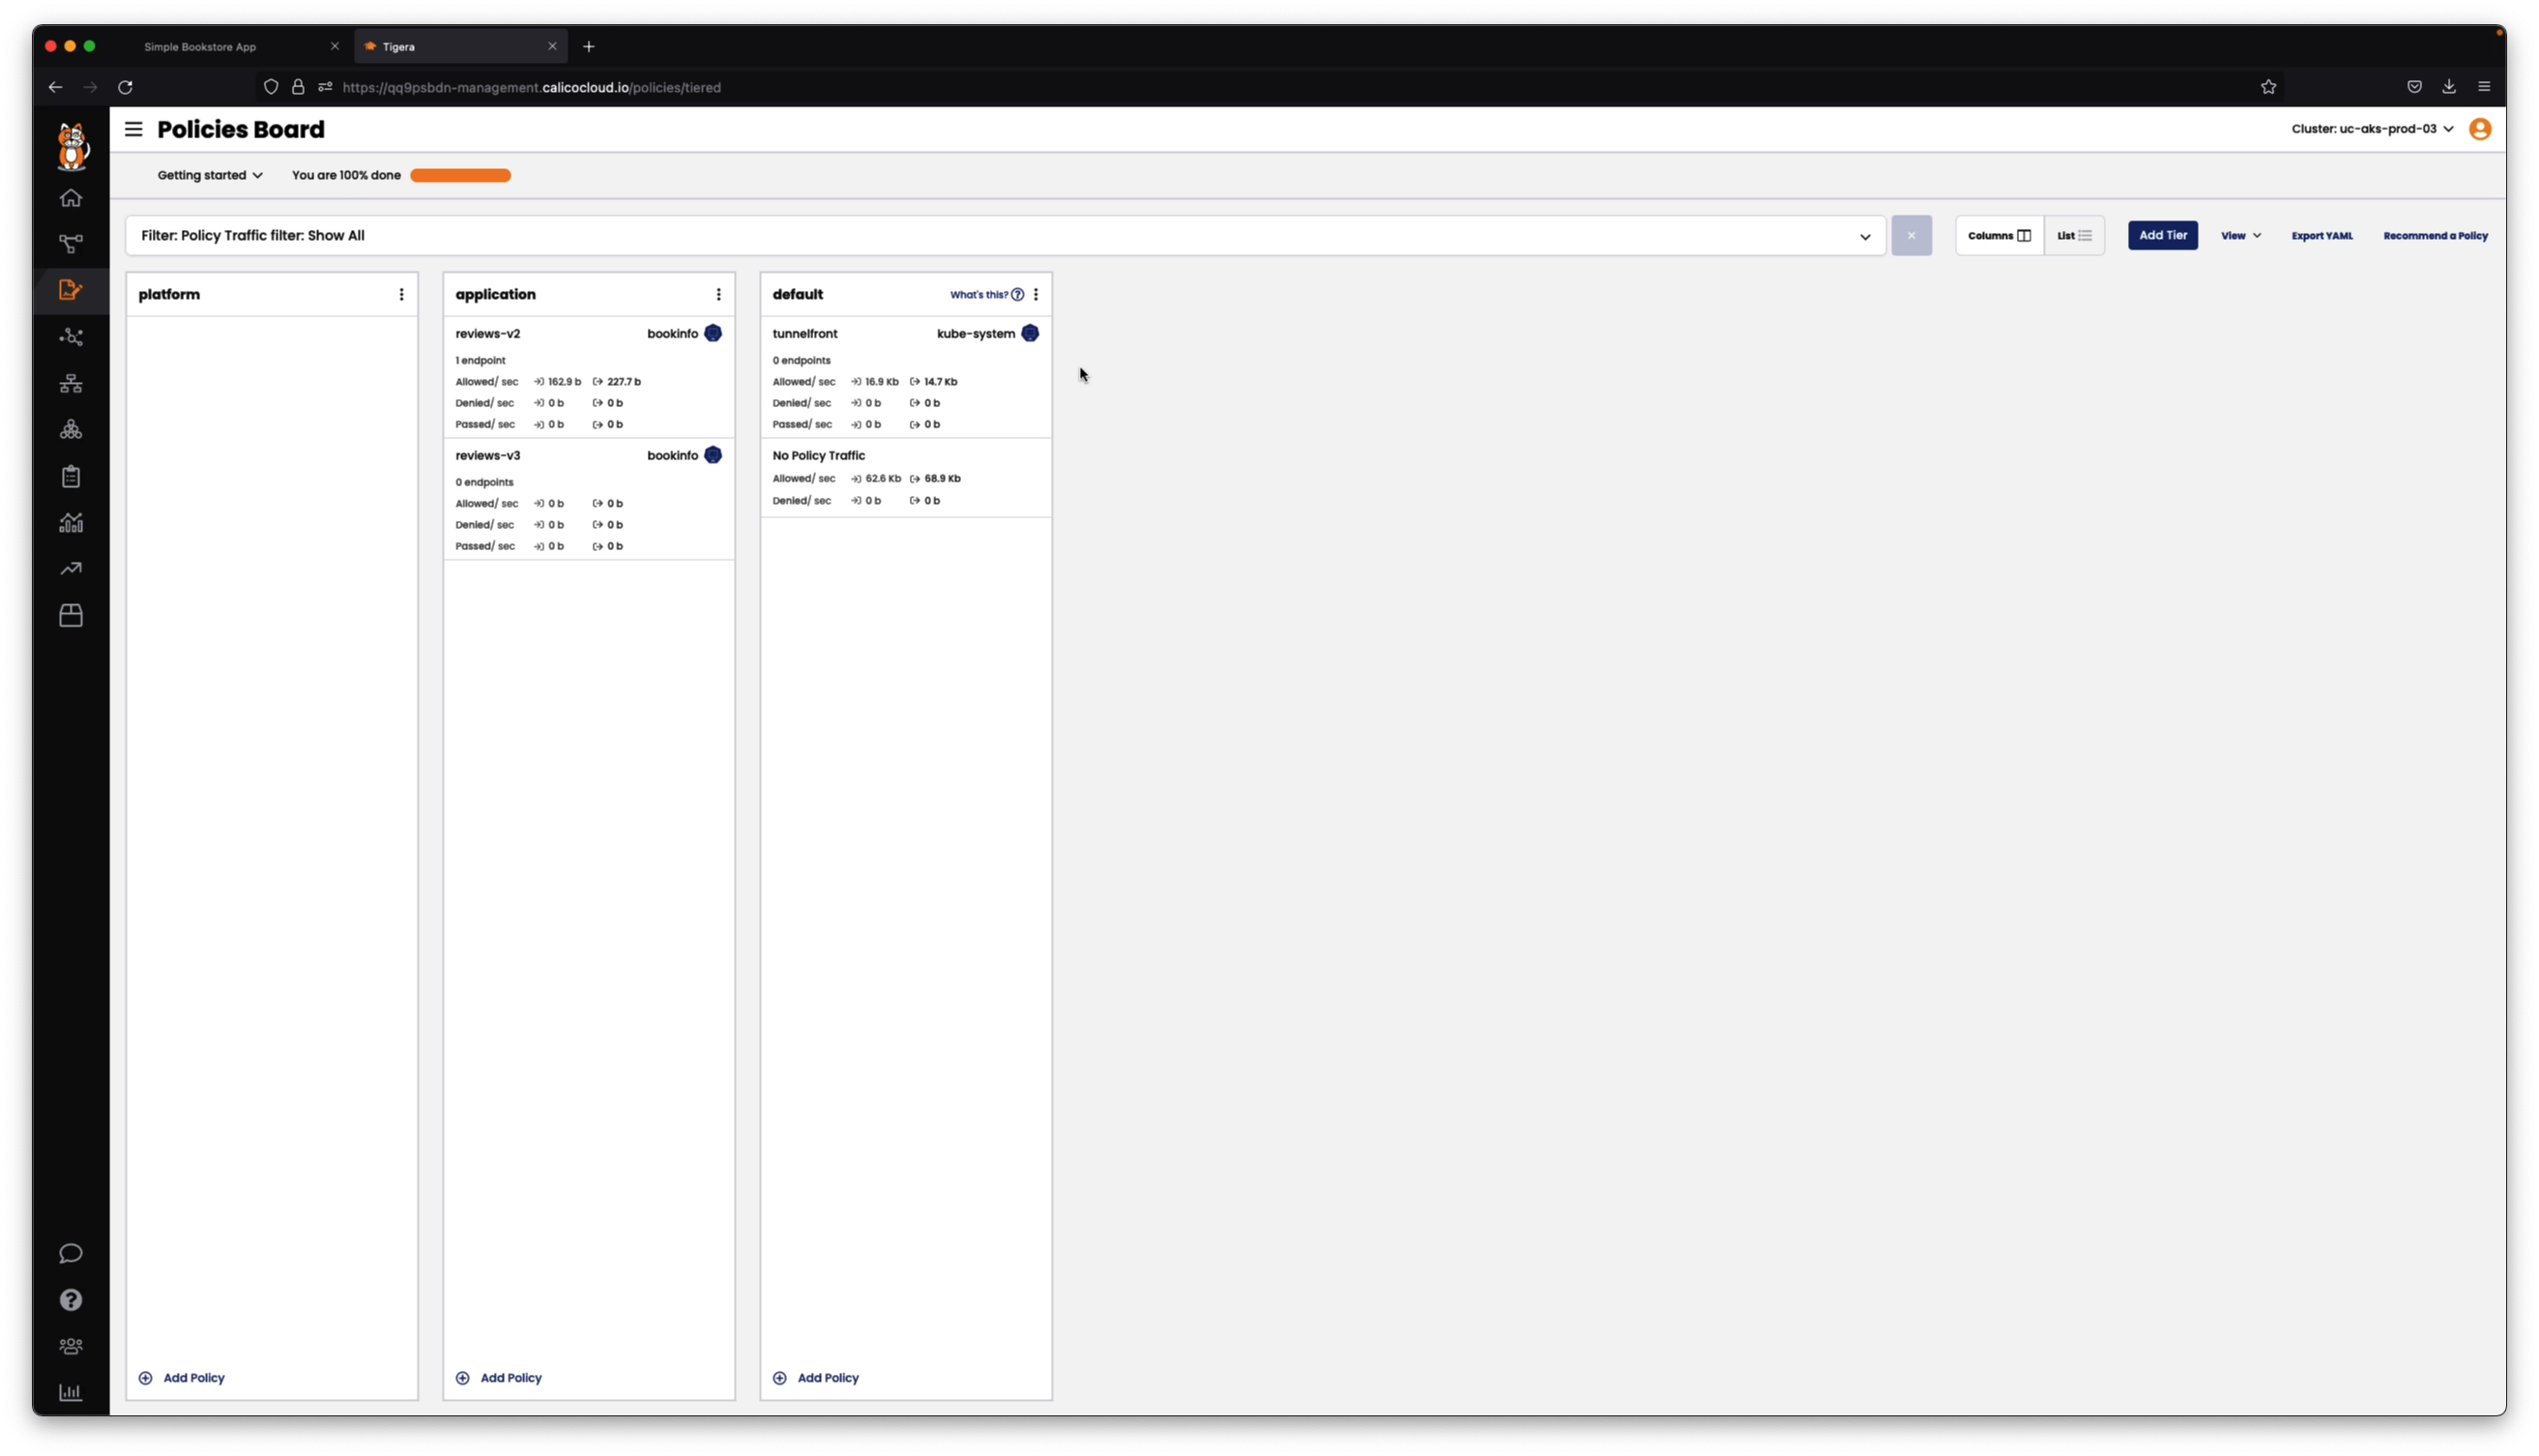 Simple Bookstore App
Tigera
https://qq9psbdn-management.calicocloud.io/policies/tiered
Policies Board
Cluster: uc-aks-prod-03
Getting started
You are 100% done
Filter: Policy Traffic filter: Show All
Columns
List
Add Tier
View
Export YAML
Recommend a Policy
platform
Add Policy
application
reviews-v2 bookinfo
1 endpoint
Allowed/ sec 162.9 b 227.7 b
Denied/ sec 0 b 0 b
Passed/ sec 0 b 0 b
reviews-v3 bookinfo
0 endpoints
Allowed/ sec 0 b 0 b
Denied/ sec 0 b 0 b
Passed/ sec 0 b 0 b
Add Policy
default What's this?
tunnelfront kube-system
0 endpoints
Allowed/ sec 16.9 Kb 14.7 Kb
Denied/ sec 0 b 0 b
Passed/ sec 0 b 0 b
No Policy Traffic
Allowed/ sec 62.6 Kb 68.9 Kb
Denied/ sec 0 b 0 b
Add Policy